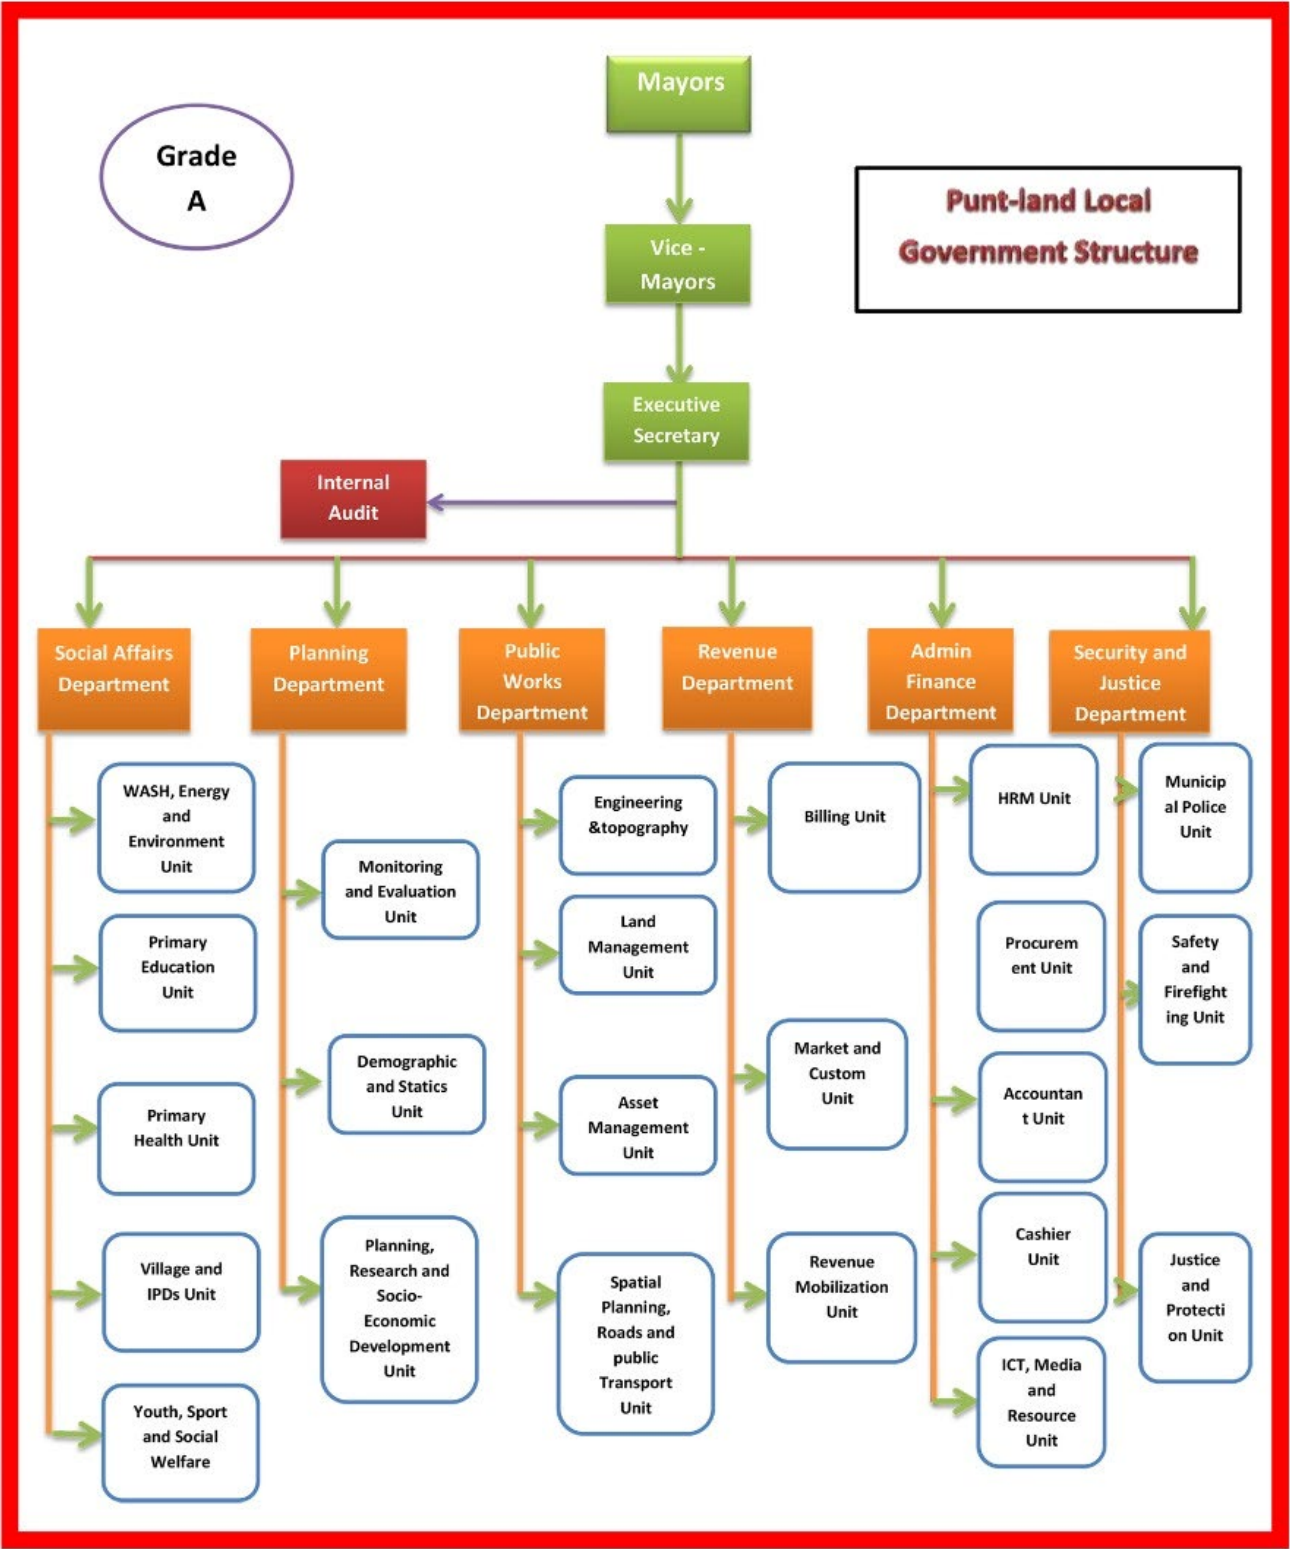 Mayors
Grade
A
Punt-land Local
Government Structure
Vice -
Mayors
Executive
Secretary
Internal
Audit
Social Affairs
Department
Planning
Department
Public
Works
Department
Revenue
Department
Admin
Finance
Department
Security and
Justice
Department
WASH, Energy
and
Environment
Unit
Primary
Education
Unit
Primary
Health Unit
Village and
IPDs Unit
Youth, Sport
and Social
Welfare
Monitoring
and Evaluation
Unit
Demographic
and Statics
Unit
Planning,
Research and
Socio-
Economic
Development
Unit
Engineering
&topography
Land
Management
Unit
Asset
Management
Unit
Spatial
Planning,
Roads and
public
Transport
Unit
Billing Unit
Market and
Custom
Unit
Revenue
Mobilization
Unit
HRM Unit
Procurem
ent Unit
Accountan
t Unit
Cashier
Unit
ICT, Media
and
Resource
Unit
Municip
al Police
Unit
Safety
and
Firefight
ing Unit
Justice
and
Protecti
on Unit